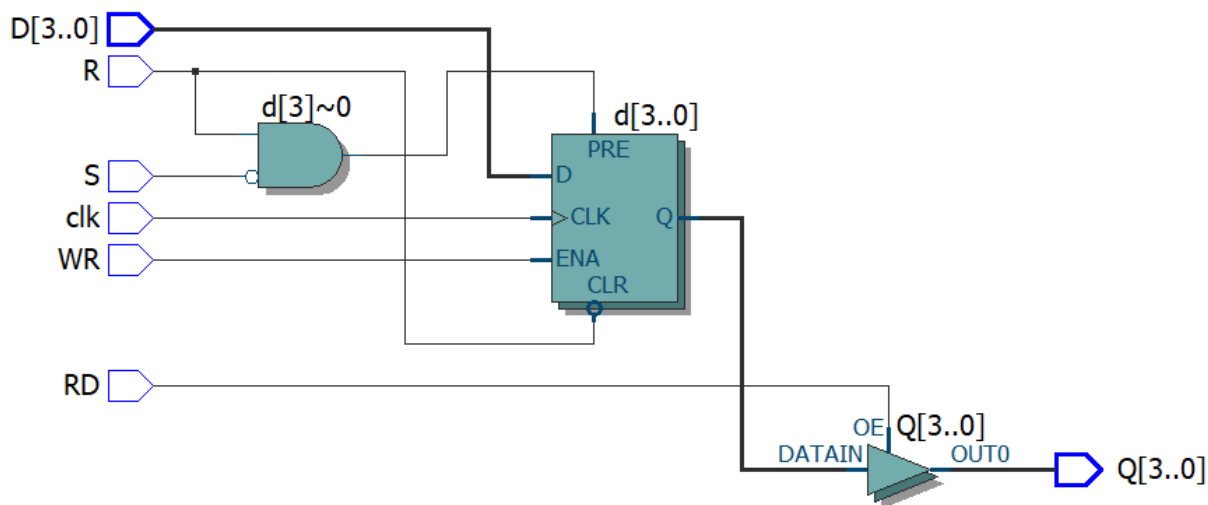 D[3..0]
R
d[3]~0
d[3..0]
PRE
S
D
clk
CLK
Q
WR
ENA
CLR
RD
OE
Q[3..0]
DATAIN
OUT0
Q[3..0]